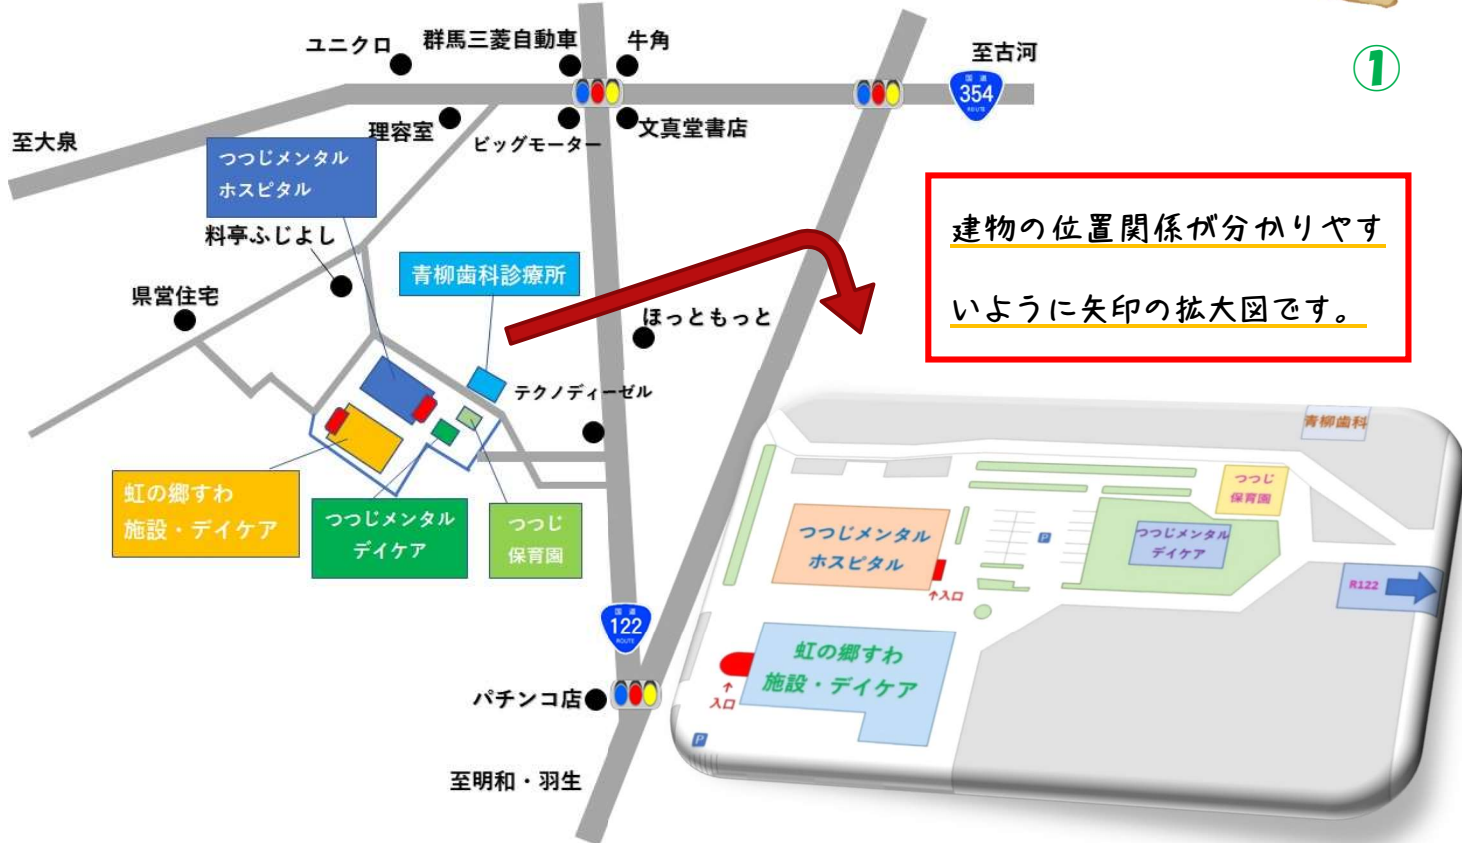 ユニクロ
群馬三菱自動車
牛角
至古河
①
国道
354
ROUTE
至大泉
理容室
ビッグモーター
文真堂書店
つつじメンタル
ホスピタル
料亭ふじよし
青柳歯科診療所
県営住宅
ほっともっと
テクノディーゼル
建物の位置関係が分かりやす
いように矢印の拡大図です。
虹の郷すわ
施設・デイケア
つつじメンタル
デイケア
つつじ
保育園
国道
122
ROUTE
パチンコ店
至明和・羽生
青柳歯科
つつじ
保育園
つつじメンタル
ホスピタル
P
つつじメンタル
デイケア
↑入口
R122
虹の郷すわ
施設・デイケア
↑
入口
P